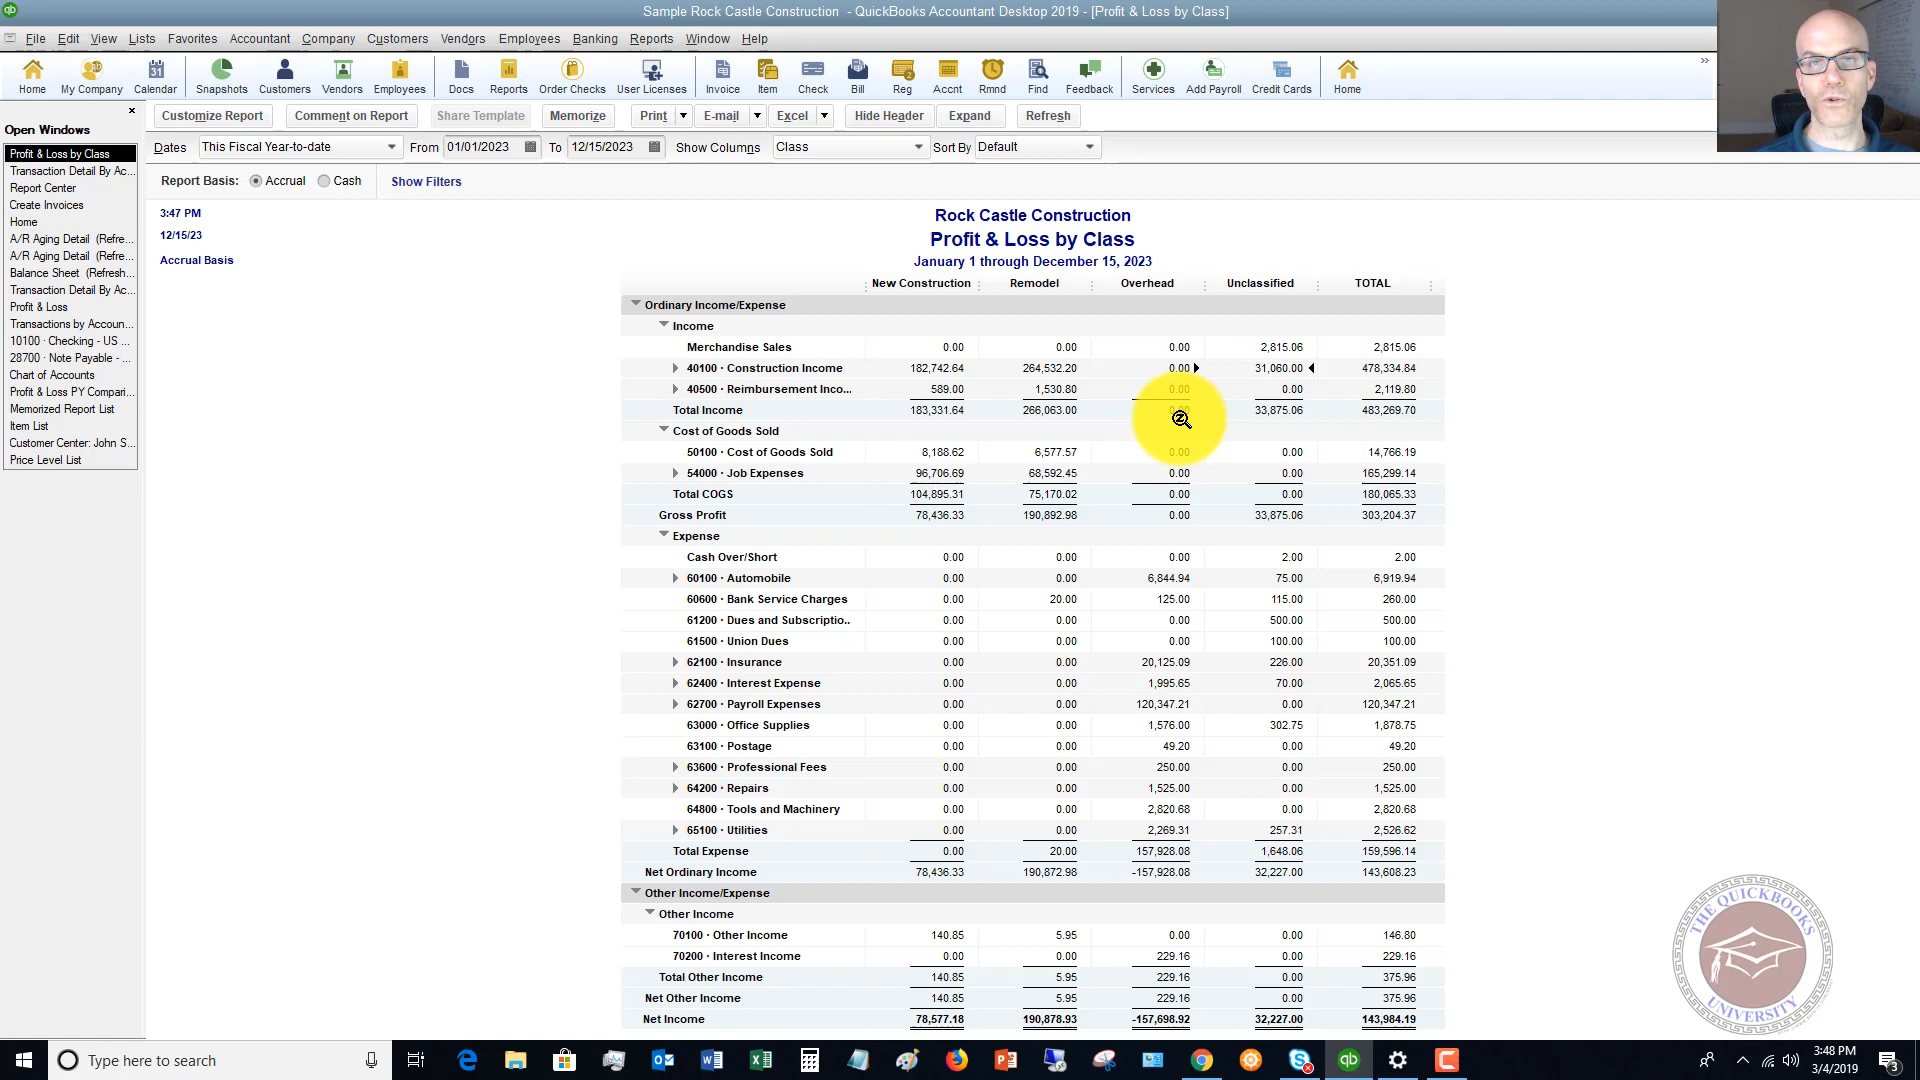 Sample Rock Castle Construction - QuickBooks Accountant Desktop 2019 - [Profit & Loss by Class]
File Edit View Lists Favorites Accountant Company Customers Vendors Employees Banking Reports Window Help
Home My Company Calendar Snapshots Customers Vendors Employees Docs Reports Order Checks User Licenses Invoice Item Check Bill Reg Accnt Rmnd Find Feedback Services Add Payroll Credit Cards Home
Customize Report Comment on Report Share Template Memorize Print E-mail Excel Hide Header Expand Refresh
Dates This Fiscal Year-to-date From 01/01/2023 To 12/15/2023 Show Columns Class Sort By Default
Report Basis: Accrual Cash Show Filters
Open Windows
Profit & Loss by Class
Transaction Detail By Ac...
Report Center
Create Invoices
Home
A/R Aging Detail (Refre...
A/R Aging Detail (Refre...
Balance Sheet (Refresh...
Transaction Detail By Ac...
Profit & Loss
Transactions by Accoun...
10100 · Checking - US ...
28700 · Note Payable - ...
Chart of Accounts
Profit & Loss PY Compari...
Memorized Report List
Item List
Customer Center: John S...
Price Level List
3:47 PM
12/15/23
Accrual Basis
Rock Castle Construction
Profit & Loss by Class
January 1 through December 15, 2023
New Construction Remodel Overhead Unclassified TOTAL
Ordinary Income/Expense
Income
Merchandise Sales 0.00 0.00 0.00 2,815.06 2,815.06
40100 · Construction Income 182,742.64 264,532.20 0.00 31,060.00 478,334.84
40500 · Reimbursement Inco... 589.00 1,530.80 0.00 0.00 2,119.80
Total Income 183,331.64 266,063.00 0.00 33,875.06 483,269.70
Cost of Goods Sold
50100 · Cost of Goods Sold 8,188.62 6,577.57 0.00 0.00 14,766.19
54000 · Job Expenses 96,706.69 68,592.45 0.00 0.00 165,299.14
Total COGS 104,895.31 75,170.02 0.00 0.00 180,065.33
Gross Profit 78,436.33 190,892.98 0.00 33,875.06 303,204.37
Expense
Cash Over/Short 0.00 0.00 0.00 2.00 2.00
60100 · Automobile 0.00 0.00 6,844.94 75.00 6,919.94
60600 · Bank Service Charges 0.00 20.00 125.00 115.00 260.00
61200 · Dues and Subscriptio.. 0.00 0.00 0.00 500.00 500.00
61500 · Union Dues 0.00 0.00 0.00 100.00 100.00
62100 · Insurance 0.00 0.00 20,125.09 226.00 20,351.09
62400 · Interest Expense 0.00 0.00 1,995.65 70.00 2,065.65
62700 · Payroll Expenses 0.00 0.00 120,347.21 0.00 120,347.21
63000 · Office Supplies 0.00 0.00 1,576.00 302.75 1,878.75
63100 · Postage 0.00 0.00 49.20 0.00 49.20
63600 · Professional Fees 0.00 0.00 250.00 0.00 250.00
64200 · Repairs 0.00 0.00 1,525.00 0.00 1,525.00
64800 · Tools and Machinery 0.00 0.00 2,820.68 0.00 2,820.68
65100 · Utilities 0.00 0.00 2,269.31 257.31 2,526.62
Total Expense 0.00 20.00 157,928.08 1,648.06 159,596.14
Net Ordinary Income 78,436.33 190,872.98 -157,928.08 32,227.00 143,608.23
Other Income/Expense
Other Income
70100 · Other Income 140.85 5.95 0.00 0.00 146.80
70200 · Interest Income 0.00 0.00 229.16 0.00 229.16
Total Other Income 140.85 5.95 229.16 0.00 375.96
Net Other Income 140.85 5.95 229.16 0.00 375.96
Net Income 78,577.18 190,878.93 -157,698.92 32,227.00 143,984.19
THE QUICKBOOKS
UNIVERSITY
Type here to search
3:48 PM
3/4/2019
3